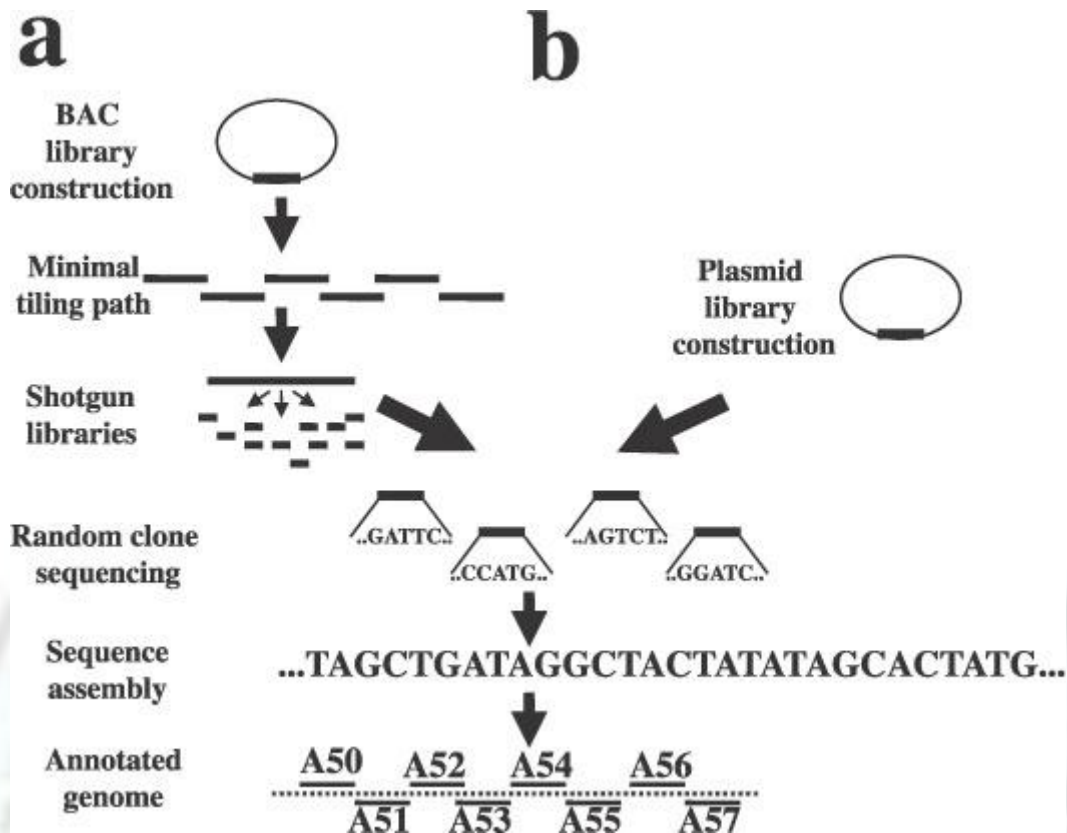 a
b
BAC
library
construction
Minimal
tiling path
Plasmid
library
construction
Shotgun
libraries
Random clone
sequencing
..GATTC..
..CCATG..
..AGTCT..
..GGATC..
Sequence
assembly
...TAGCTGATAGGCTACTATATAGCACTATG...
Annotated
genome
A50
A52
A54
A56
A51
A53
A55
A57